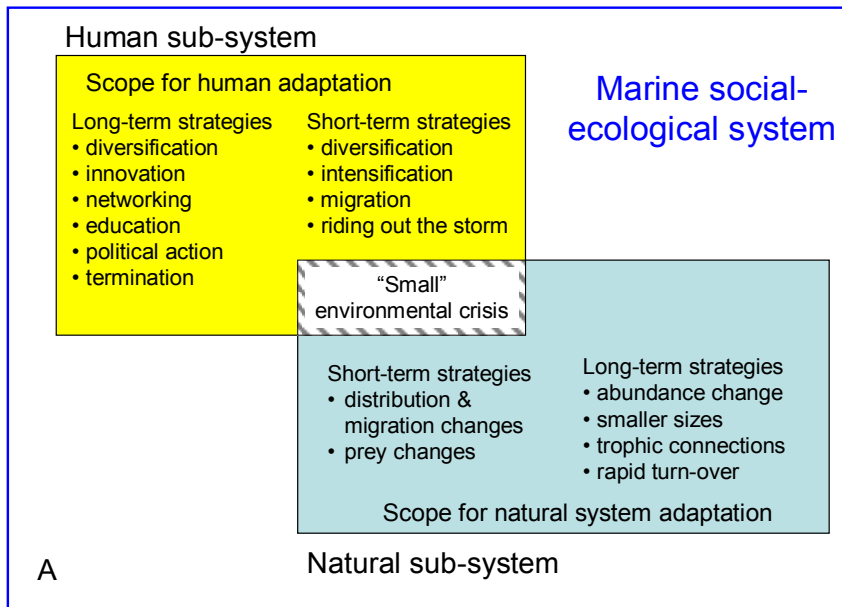 Human sub-system
Scope for human adaptation
Long-term strategies
• diversification
• innovation
• networking
• education
• political action
• termination
Short-term strategies
• diversification
• intensification
• migration
• riding out the storm
Marine social-
ecological system
“Small”
environmental crisis
Short-term strategies
• distribution &
migration changes
• prey changes
Long-term strategies
• abundance change
• smaller sizes
• trophic connections
• rapid turn-over
Scope for natural system adaptation
Natural sub-system
A